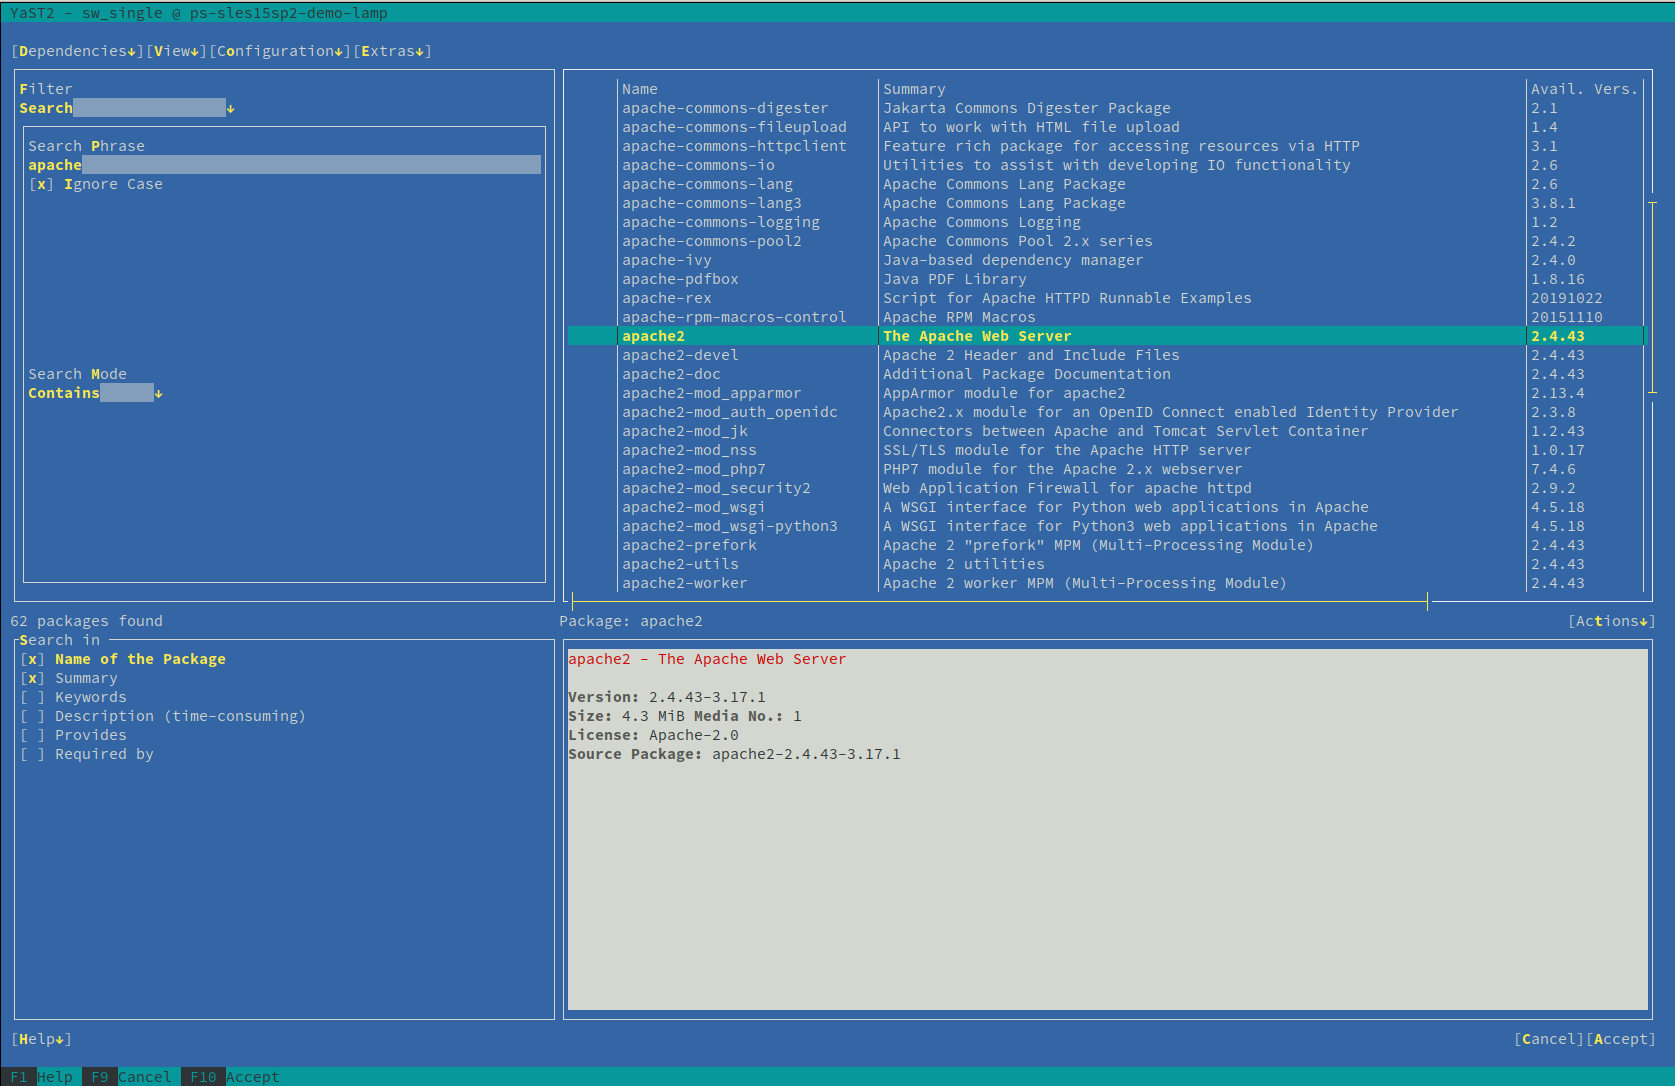 YaST2 - sw_single @ ps-sles15sp2-demo-lamp
[Dependencies↓][View↓][Configuration↓][Extras↓]
Filter
Search ↓
Search Phrase
apache
[x] Ignore Case
Search Mode
Contains ↓
Name Summary Avail. Vers.
apache-commons-digester Jakarta Commons Digester Package 2.1
apache-commons-fileupload API to work with HTML file upload 1.4
apache-commons-httpclient Feature rich package for accessing resources via HTTP 3.1
apache-commons-io Utilities to assist with developing IO functionality 2.6
apache-commons-lang Apache Commons Lang Package 2.6
apache-commons-lang3 Apache Commons Lang Package 3.8.1
apache-commons-logging Apache Commons Logging 1.2
apache-commons-pool2 Apache Commons Pool 2.x series 2.4.2
apache-ivy Java-based dependency manager 2.4.0
apache-pdfbox Java PDF Library 1.8.16
apache-rex Script for Apache HTTPD Runnable Examples 20191022
apache-rpm-macros-control Apache RPM Macros 20151110
apache2 The Apache Web Server 2.4.43
apache2-devel Apache 2 Header and Include Files 2.4.43
apache2-doc Additional Package Documentation 2.4.43
apache2-mod_apparmor AppArmor module for apache2 2.13.4
apache2-mod_auth_openidc Apache2.x module for an OpenID Connect enabled Identity Provider 2.3.8
apache2-mod_jk Connectors between Apache and Tomcat Servlet Container 1.2.43
apache2-mod_nss SSL/TLS module for the Apache HTTP server 1.0.17
apache2-mod_php7 PHP7 module for the Apache 2.x webserver 7.4.6
apache2-mod_security2 Web Application Firewall for apache httpd 2.9.2
apache2-mod_wsgi A WSGI interface for Python web applications in Apache 4.5.18
apache2-mod_wsgi-python3 A WSGI interface for Python3 web applications in Apache 4.5.18
apache2-prefork Apache 2 "prefork" MPM (Multi-Processing Module) 2.4.43
apache2-utils Apache 2 utilities 2.4.43
apache2-worker Apache 2 worker MPM (Multi-Processing Module) 2.4.43
62 packages found
Search in
[x] Name of the Package
[x] Summary
[ ] Keywords
[ ] Description (time-consuming)
[ ] Provides
[ ] Required by
Package: apache2 [Actions↓]
apache2 - The Apache Web Server
Version: 2.4.43-3.17.1
Size: 4.3 MiB Media No.: 1
License: Apache-2.0
Source Package: apache2-2.4.43-3.17.1
[Help↓] [Cancel][Accept]
F1 Help F9 Cancel F10 Accept